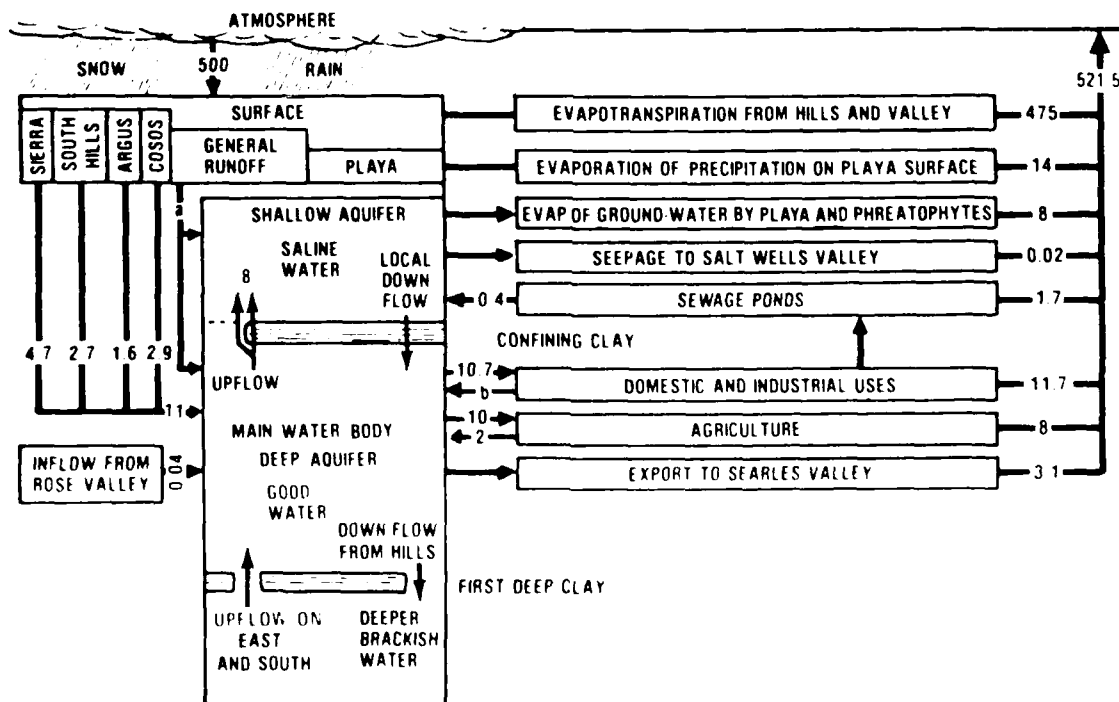 ATMOSPHERE
SNOW
500
RAIN
521.5
SURFACE
SIERRA
SOUTH
HILLS
ARGUS
COSOS
GENERAL
RUNOFF
PLAYA
EVAPOTRANSPIRATION FROM HILLS AND VALLEY
475
EVAPORATION OF PRECIPITATION ON PLAYA SURFACE
14
a
SHALLOW AQUIFER
EVAP OF GROUND-WATER BY PLAYA AND PHREATOPHYTES
8
SALINE
WATER
LOCAL
DOWN
FLOW
8
SEEPAGE TO SALT WELLS VALLEY
0.02
0.4
SEWAGE PONDS
1.7
CONFINING CLAY
4.7
2.7
1.6
2.9
UPFLOW
10.7
b
DOMESTIC AND INDUSTRIAL USES
11.7
11
MAIN WATER BODY
DEEP AQUIFER
10
2
AGRICULTURE
8
INFLOW FROM
ROSE VALLEY
0.04
GOOD
WATER
EXPORT TO SEARLES VALLEY
3.1
DOWN FLOW
FROM HILLS
FIRST DEEP CLAY
UPFLOW ON
EAST
AND SOUTH
DEEPER
BRACKISH
WATER